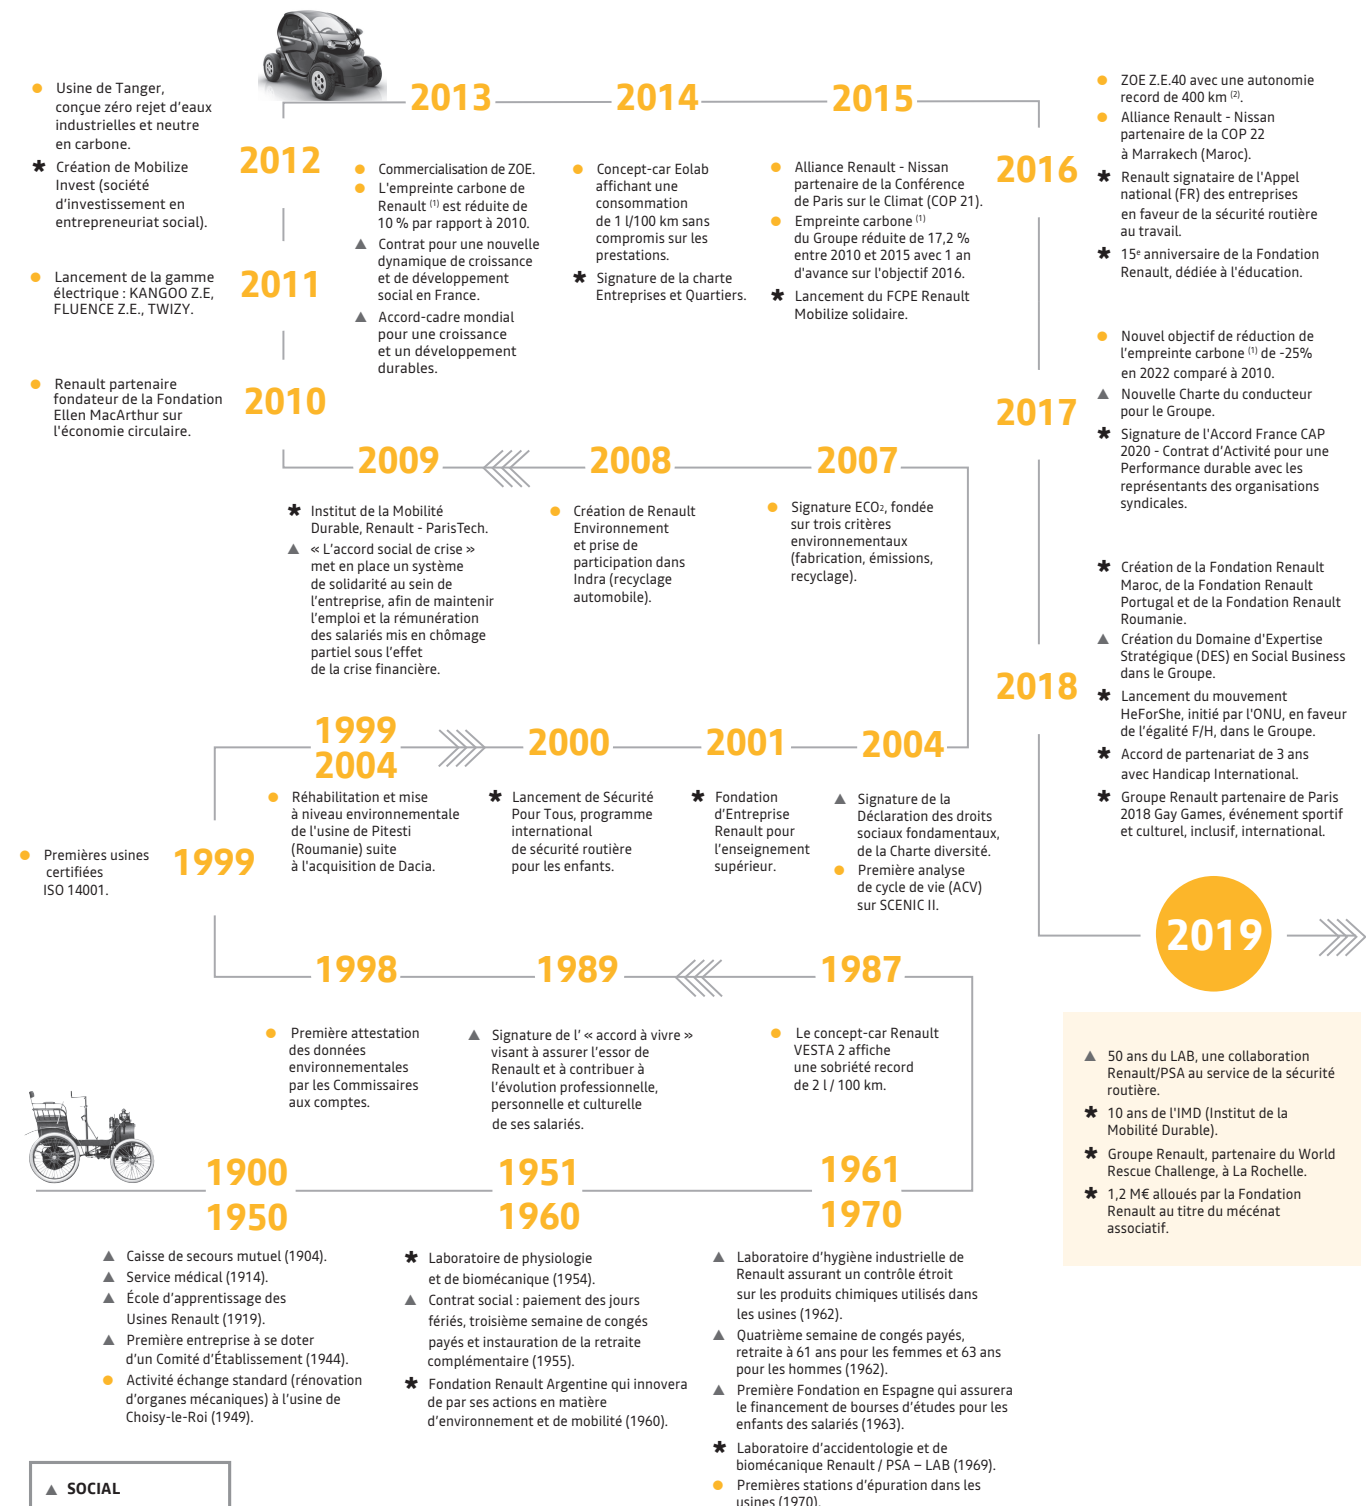 2013
2014
2015
2012
2016
Usine de Tanger,
conçue zéro rejet d'eaux
industrielles et neutre
en carbone.
Création de Mobilize
Invest (société
d'investissement en
entrepreneuriat social).
Commercialisation de ZOE.
L'empreinte carbone de
Renault (1) est réduite de
10 % par rapport à 2010.
Contrat pour une nouvelle
dynamique de croissance
et de développement
social en France.
Accord-cadre mondial
pour une croissance
et un développement
durables.
Concept-car Eolab
affichant une
consommation
de 1 l/100 km sans
compromis sur les
prestations.
Signature de la charte
Entreprises et Quartiers.
Alliance Renault - Nissan
partenaire de la Conférence
de Paris sur le Climat (COP 21).
Empreinte carbone (1)
du Groupe réduite de 17,2 %
entre 2010 et 2015 avec 1 an
d'avance sur l'objectif 2016.
Lancement du FCPE Renault
Mobilize solidaire.
ZOE Z.E.40 avec une autonomie
record de 400 km (2).
Alliance Renault - Nissan
partenaire de la COP 22
à Marrakech (Maroc).
Renault signataire de l'Appel
national (FR) des entreprises
en faveur de la sécurité routière
au travail.
15e anniversaire de la Fondation
Renault, dédiée à l'éducation.
2011
Lancement de la gamme
électrique : KANGOO Z.E,
FLUENCE Z.E., TWIZY.
2010
Renault partenaire
fondateur de la Fondation
Ellen MacArthur sur
l'économie circulaire.
2017
Nouvel objectif de réduction de
l'empreinte carbone (1) de -25%
en 2022 comparé à 2010.
Nouvelle Charte du conducteur
pour le Groupe.
Signature de l'Accord France CAP
2020 - Contrat d'Activité pour une
Performance durable avec les
représentants des organisations
syndicales.
2009
2008
2007
Institut de la Mobilité
Durable, Renault - ParisTech.
« L'accord social de crise »
met en place un système
de solidarité au sein de
l'entreprise, afin de maintenir
l'emploi et la rémunération
des salariés mis en chômage
partiel sous l'effet
de la crise financière.
Création de Renault
Environnement
et prise de
participation dans
Indra (recyclage
automobile).
Signature ECO2, fondée
sur trois critères
environnementaux
(fabrication, émissions,
recyclage).
2018
Création de la Fondation Renault
Maroc, de la Fondation Renault
Portugal et de la Fondation Renault
Roumanie.
Création du Domaine d'Expertise
Stratégique (DES) en Social Business
dans le Groupe.
Lancement du mouvement
HeForShe, initié par l'ONU, en faveur
de l'égalité F/H, dans le Groupe.
Accord de partenariat de 3 ans
avec Handicap International.
Groupe Renault partenaire de Paris
2018 Gay Games, événement sportif
et culturel, inclusif, international.
1999
2004
2000
2001
2004
Réhabilitation et mise
à niveau environnementale
de l'usine de Pitesti
(Roumanie) suite
à l'acquisition de Dacia.
Lancement de Sécurité
Pour Tous, programme
international
de sécurité routière
pour les enfants.
Fondation
d'Entreprise
Renault pour
l'enseignement
supérieur.
Signature de la
Déclaration des droits
sociaux fondamentaux,
de la Charte diversité.
Première analyse
de cycle de vie (ACV)
sur SCENIC II.
1999
Premières usines
certifiées
ISO 14001.
2019
50 ans du LAB, une collaboration
Renault/PSA au service de la sécurité
routière.
10 ans de l'IMD (Institut de la
Mobilité Durable).
Groupe Renault, partenaire du World
Rescue Challenge, à La Rochelle.
1,2 M€ alloués par la Fondation
Renault au titre du mécénat
associatif.
1998
1989
1987
Première attestation
des données
environnementales
par les Commissaires
aux comptes.
Signature de l' « accord à vivre »
visant à assurer l'essor de
Renault et à contribuer à
l'évolution professionnelle,
personnelle et culturelle
de ses salariés.
Le concept-car Renault
VESTA 2 affiche
une sobriété record
de 2 l / 100 km.
1900
1950
1951
1960
1961
1970
Caisse de secours mutuel (1904).
Service médical (1914).
École d'apprentissage des
Usines Renault (1919).
Première entreprise à se doter
d'un Comité d'Établissement (1944).
Activité échange standard (rénovation
d'organes mécaniques) à l'usine de
Choisy-le-Roi (1949).
Laboratoire de physiologie
et de biomécanique (1954).
Contrat social : paiement des jours
fériés, troisième semaine de congés
payés et instauration de la retraite
complémentaire (1955).
Fondation Renault Argentine qui innovera
de par ses actions en matière
d'environnement et de mobilité (1960).
Laboratoire d'hygiène industrielle de
Renault assurant un contrôle étroit
sur les produits chimiques utilisés dans
les usines (1962).
Quatrième semaine de congés payés,
retraite à 61 ans pour les femmes et 63 ans
pour les hommes (1962).
Première Fondation en Espagne qui assurera
le financement de bourses d'études pour les
enfants des salariés (1963).
Laboratoire d'accidentologie et de
biomécanique Renault / PSA – LAB (1969).
Premières stations d'épuration dans les
usines (1970).
SOCIAL